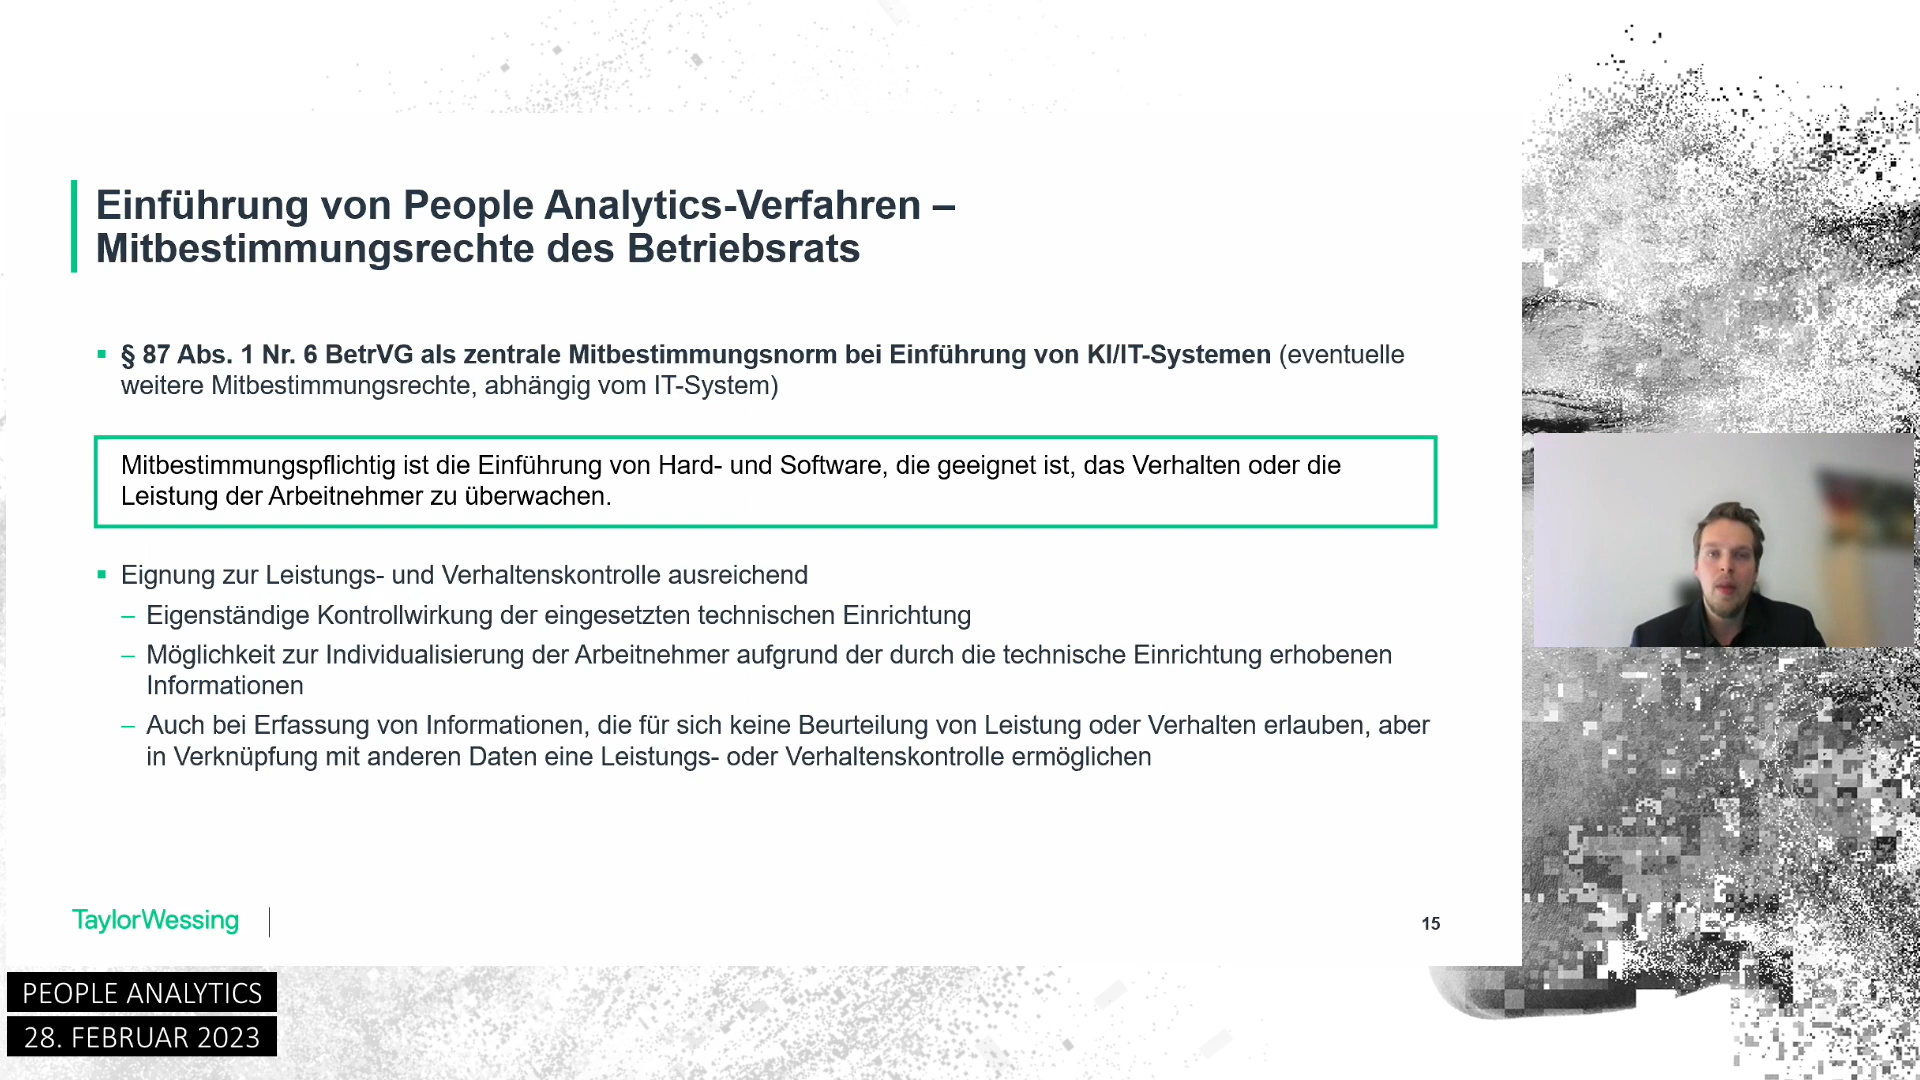 Einführung von People Analytics-Verfahren –
Mitbestimmungsrechte des Betriebsrats
▪ § 87 Abs. 1 Nr. 6 BetrVG als zentrale Mitbestimmungsnorm bei Einführung von KI/IT-Systemen (eventuelle
weitere Mitbestimmungsrechte, abhängig vom IT-System)
Mitbestimmungspflichtig ist die Einführung von Hard- und Software, die geeignet ist, das Verhalten oder die
Leistung der Arbeitnehmer zu überwachen.
▪ Eignung zur Leistungs- und Verhaltenskontrolle ausreichend
– Eigenständige Kontrollwirkung der eingesetzten technischen Einrichtung
– Möglichkeit zur Individualisierung der Arbeitnehmer aufgrund der durch die technische Einrichtung erhobenen
Informationen
– Auch bei Erfassung von Informationen, die für sich keine Beurteilung von Leistung oder Verhalten erlauben, aber
in Verknüpfung mit anderen Daten eine Leistungs- oder Verhaltenskontrolle ermöglichen
TaylorWessing
15
PEOPLE ANALYTICS
28. FEBRUAR 2023